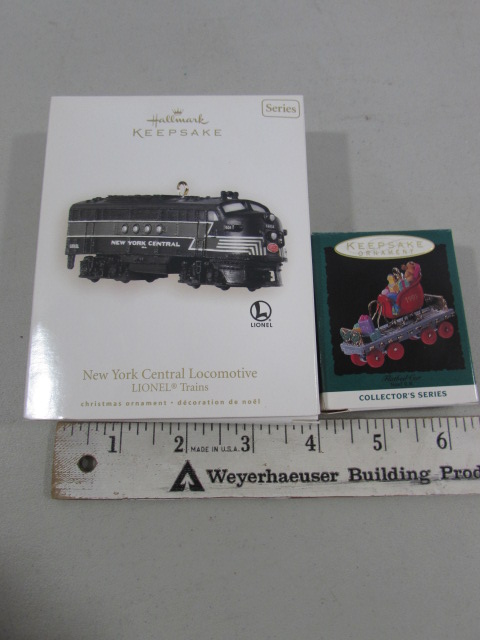 Series
Hallmark
KEEPSAKE
NEW YORK CENTRAL
LIONEL
New York Central Locomotive
LIONEL® Trains
christmas ornament • décoration de noël
KEEPSAKE
ORNAMENT
COLLECTOR'S SERIES
1 2 MADE IN U.S.A. 3 4 5 6
Weyerhaeuser Building Prod